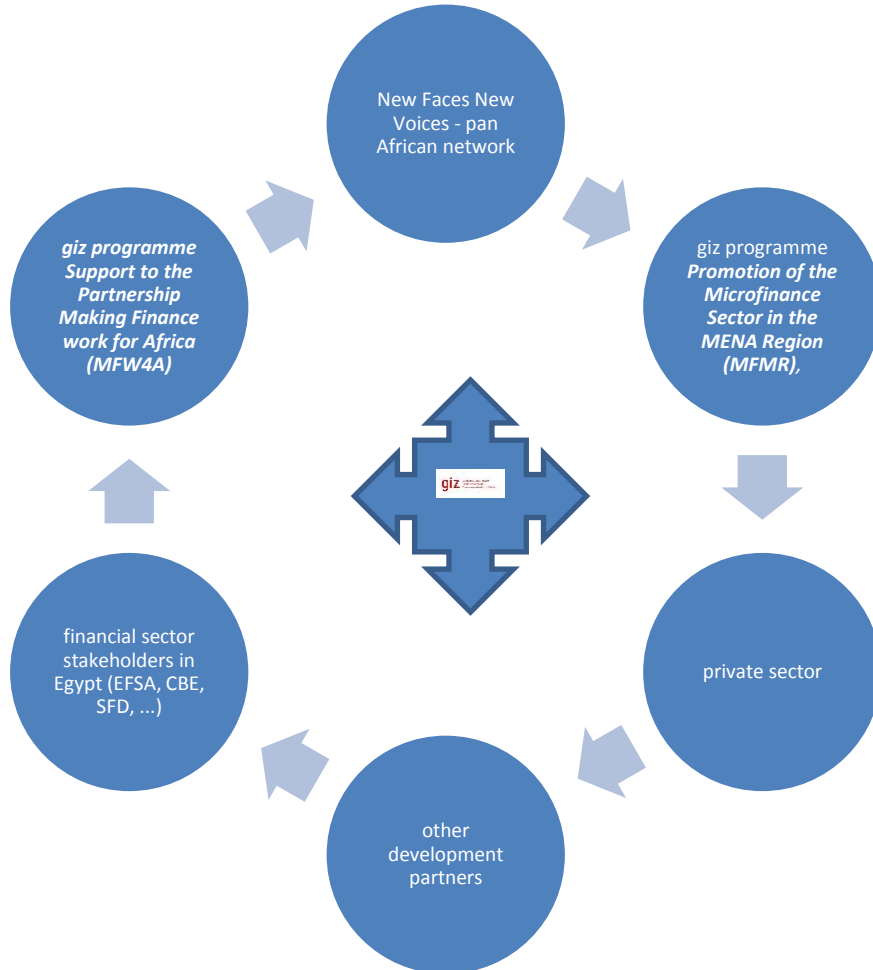 New Faces New
Voices - pan
African network
giz programme
Promotion of the
Microfinance
Sector in the
MENA Region
(MFMR),
private sector
other
development
partners
financial sector
stakeholders in
Egypt (EFSA, CBE,
SFD, ...)
giz programme
Support to the
Partnership
Making Finance
work for Africa
(MFW4A)
giz